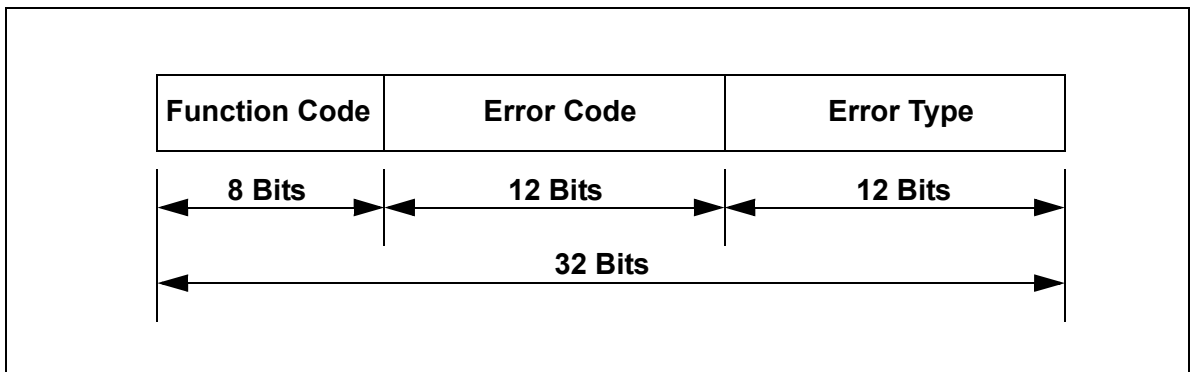 Function Code Error Code Error Type
8 Bits 12 Bits 12 Bits
32 Bits